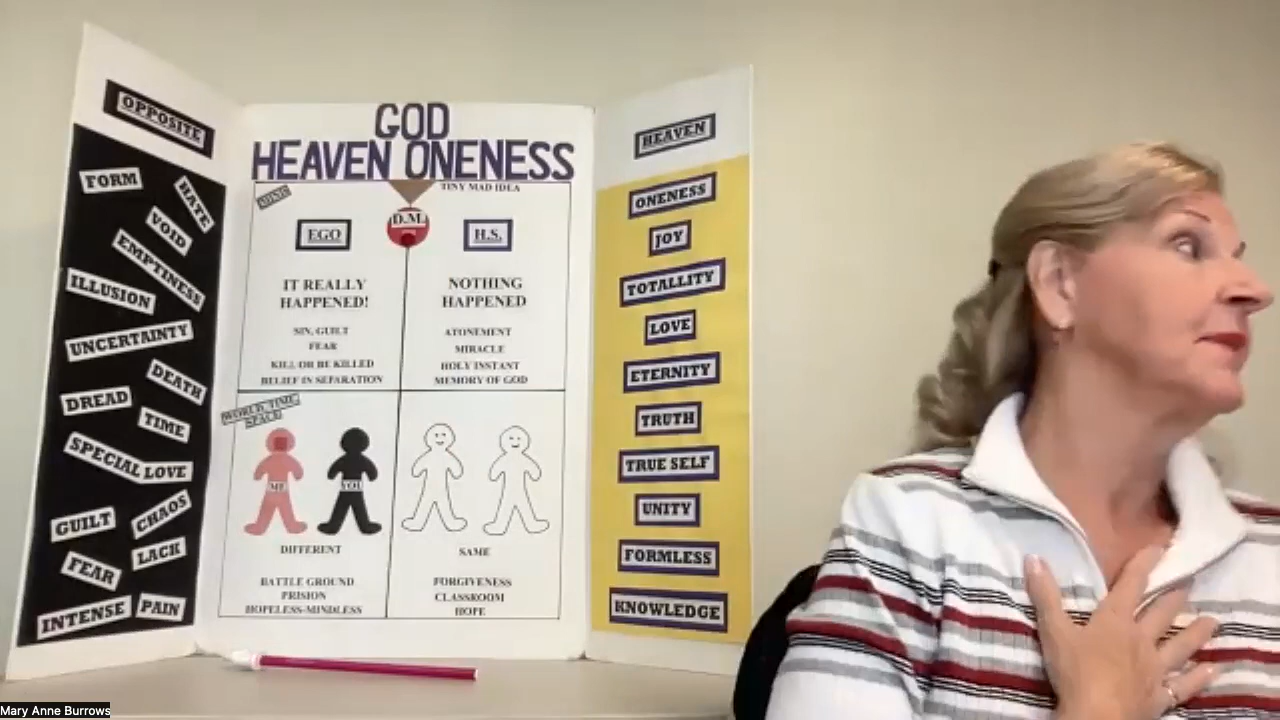 OPPOSITE
FORM
HATE
VOID
EMPTINESS
ILLUSION
UNCERTAINTY
DEATH
DREAD
TIME
SPECIAL LOVE
CHAOS
GUILT
LACK
FEAR
INTENSE PAIN
GOD
HEAVEN ONENESS
MIND
TINY MAD IDEA
D.M.
EGO
H.S.
IT REALLY
HAPPENED!
NOTHING
HAPPENED
SIN, GUILT
FEAR
KILL OR BE KILLED
BELIEF IN SEPARATION
ATONEMENT
MIRACLE
HOLY INSTANT
MEMORY OF GOD
WORLD-TIME-
SPACE
ME
YOU
DIFFERENT
SAME
BATTLE GROUND
PRISION
HOPELESS-MINDLESS
FORGIVENESS
CLASSROOM
HOPE
HEAVEN
ONENESS
JOY
TOTALLITY
LOVE
ETERNITY
TRUTH
TRUE SELF
UNITY
FORMLESS
KNOWLEDGE
Mary Anne Burrows